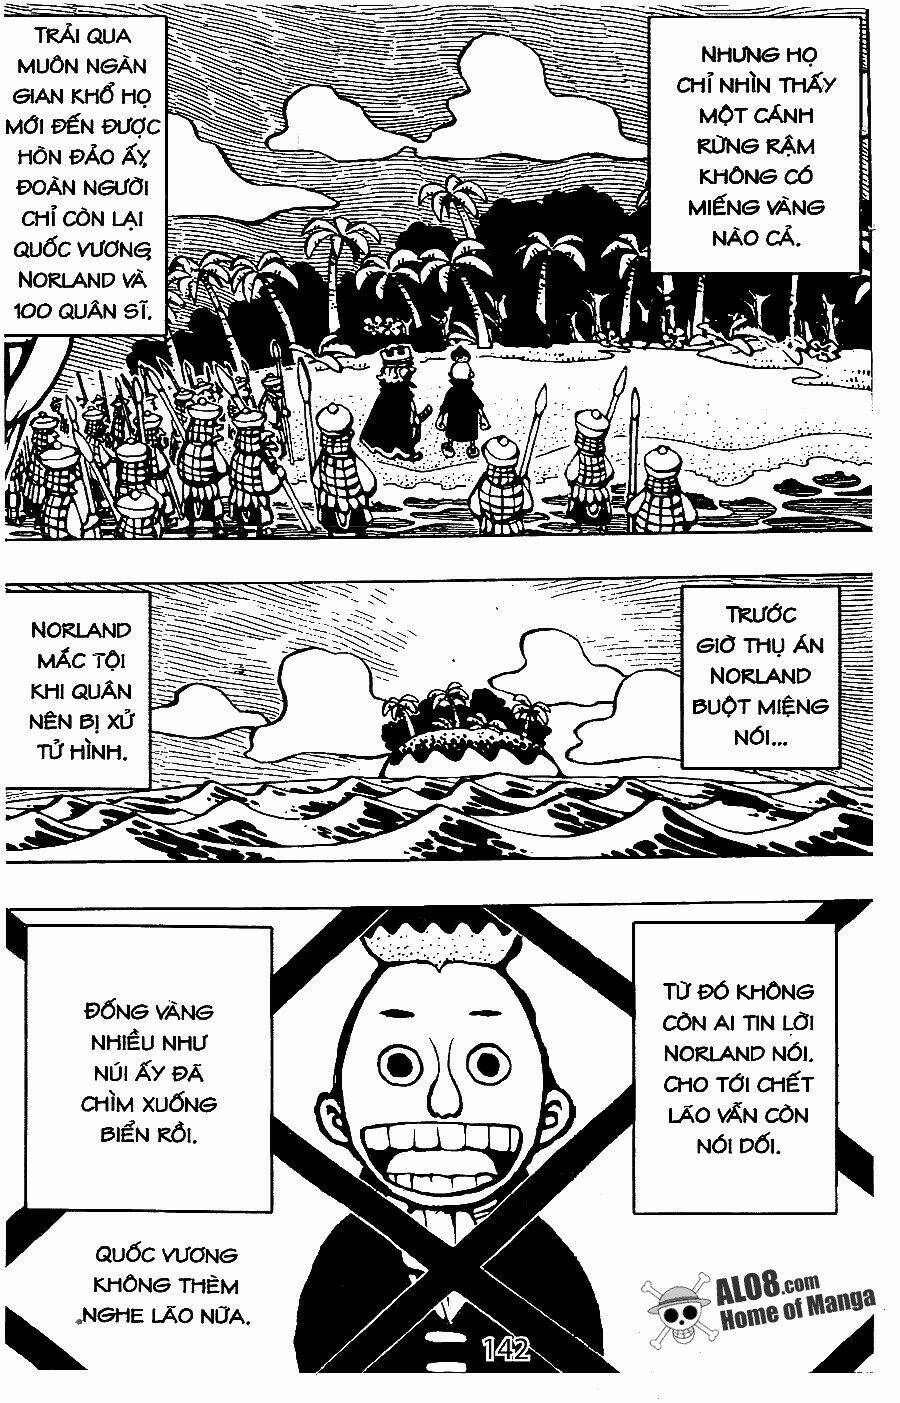 TRẢI QUA
MUÔN NGÀN
GIAN KHỔ HỌ
MỚI ĐẾN ĐƯỢC
HÒN ĐẢO ẤY,
ĐOÀN NGƯỜI
CHỈ CÒN LẠI
QUỐC VƯƠNG,
NORLAND VÀ
100 QUÂN SĨ.
NHƯNG HỌ
CHỈ NHÌN THẤY
MỘT CÁNH
RỪNG RẬM
KHÔNG CÓ
MIẾNG VÀNG
NÀO CẢ.
NORLAND
MẮC TỘI
KHI QUÂN
NÊN BỊ XỬ
TỬ HÌNH.
TRƯỚC
GIỜ THỤ ÁN
NORLAND
BUỘT MIỆNG
NÓI...
ĐỐNG VÀNG
NHIỀU NHƯ
NÚI ẤY ĐÃ
CHÌM XUỐNG
BIỂN RỒI.
QUỐC VƯƠNG
KHÔNG THÈM
NGHE LÃO NỮA.
TỪ ĐÓ KHÔNG
CÒN AI TIN LỜI
NORLAND NÓI.
CHO TỚI CHẾT
LÃO VẪN CÒN
NÓI DỐI.
ALO8.com
Home of Manga
142